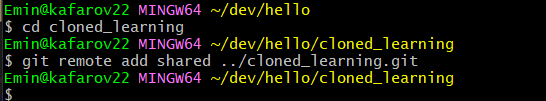 Emin@kafarov22 MINGW64 ~/dev/hello
$ cd cloned_learning
Emin@kafarov22 MINGW64 ~/dev/hello/cloned_learning
$ git remote add shared ../cloned_learning.git
Emin@kafarov22 MINGW64 ~/dev/hello/cloned_learning
$